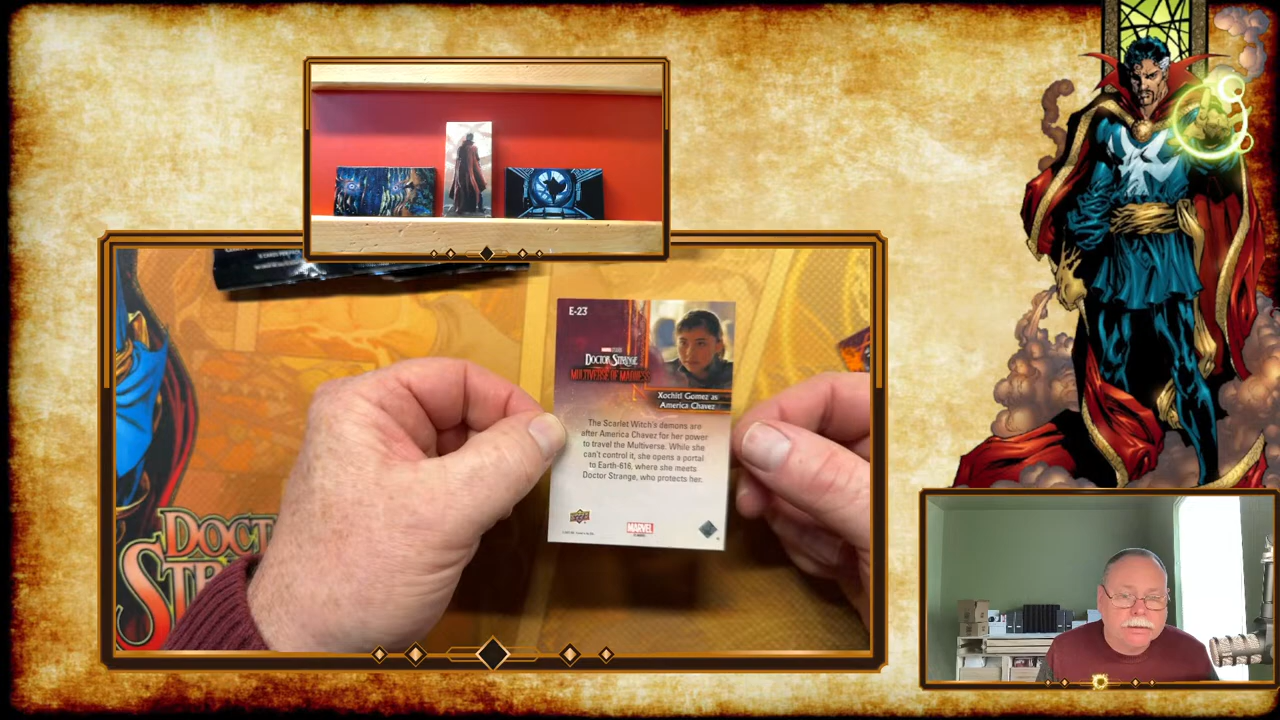 E-23
DOCTOR STRANGE
MULTIVERSE OF MADNESS
Xochitl Gomez as
America Chavez
The Scarlet Witch's demons are
after America Chavez for her power
to travel the Multiverse. While she
can't control it, she opens a portal
to Earth-616, where she meets
Doctor Strange, who protects her.
MARVEL
DOCT
STR